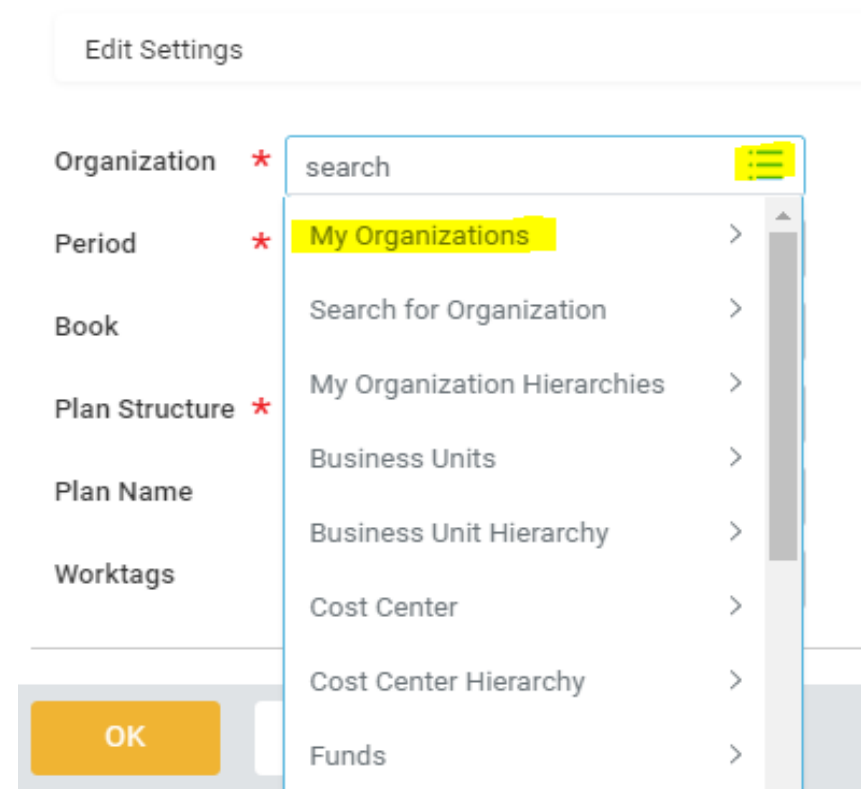 Edit Settings
Organization *
search
My Organizations
Period *
Search for Organization
Book
My Organization Hierarchies
Plan Structure *
Business Units
Plan Name
Business Unit Hierarchy
Worktags
Cost Center
Cost Center Hierarchy
OK
Funds